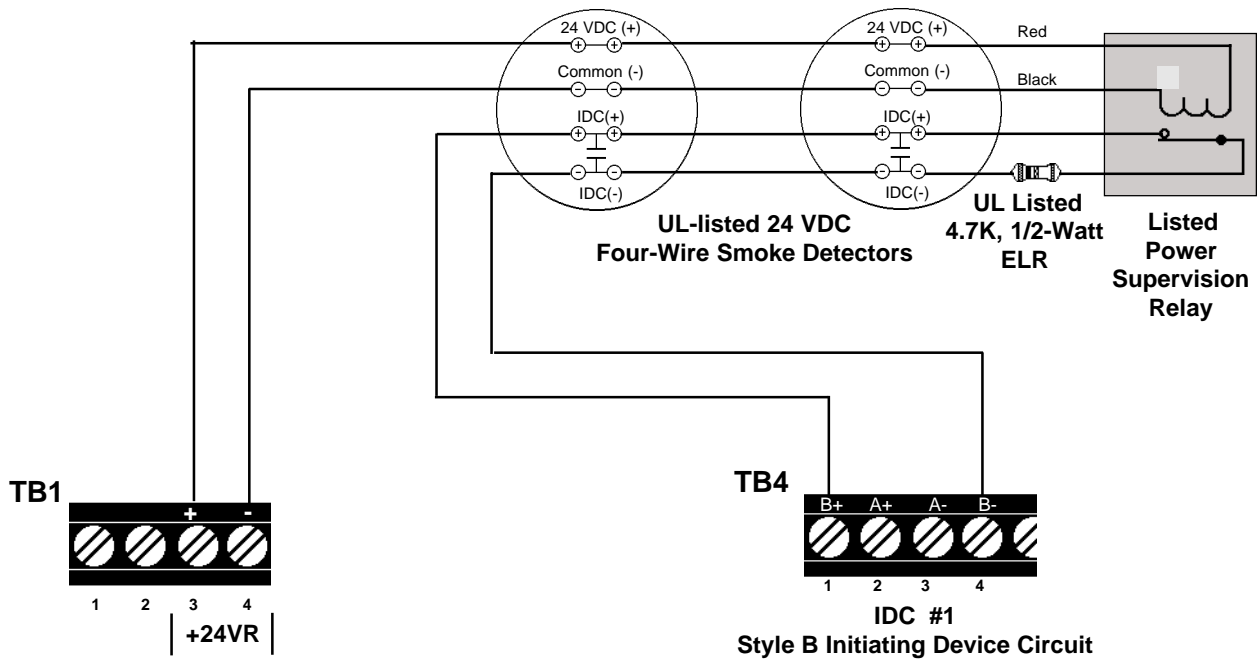 24 VDC (+)
24 VDC (+)
Red
Common (-)
Common (-)
Black
IDC(+)
IDC(+)
IDC(-)
IDC(-)
UL-listed 24 VDC
Four-Wire Smoke Detectors
UL Listed
4.7K, 1/2-Watt
ELR
Listed
Power
Supervision
Relay
TB1
+ -
1 2 3 4
+24VR
TB4
B+ A+ A- B-
1 2 3 4
IDC #1
Style B Initiating Device Circuit